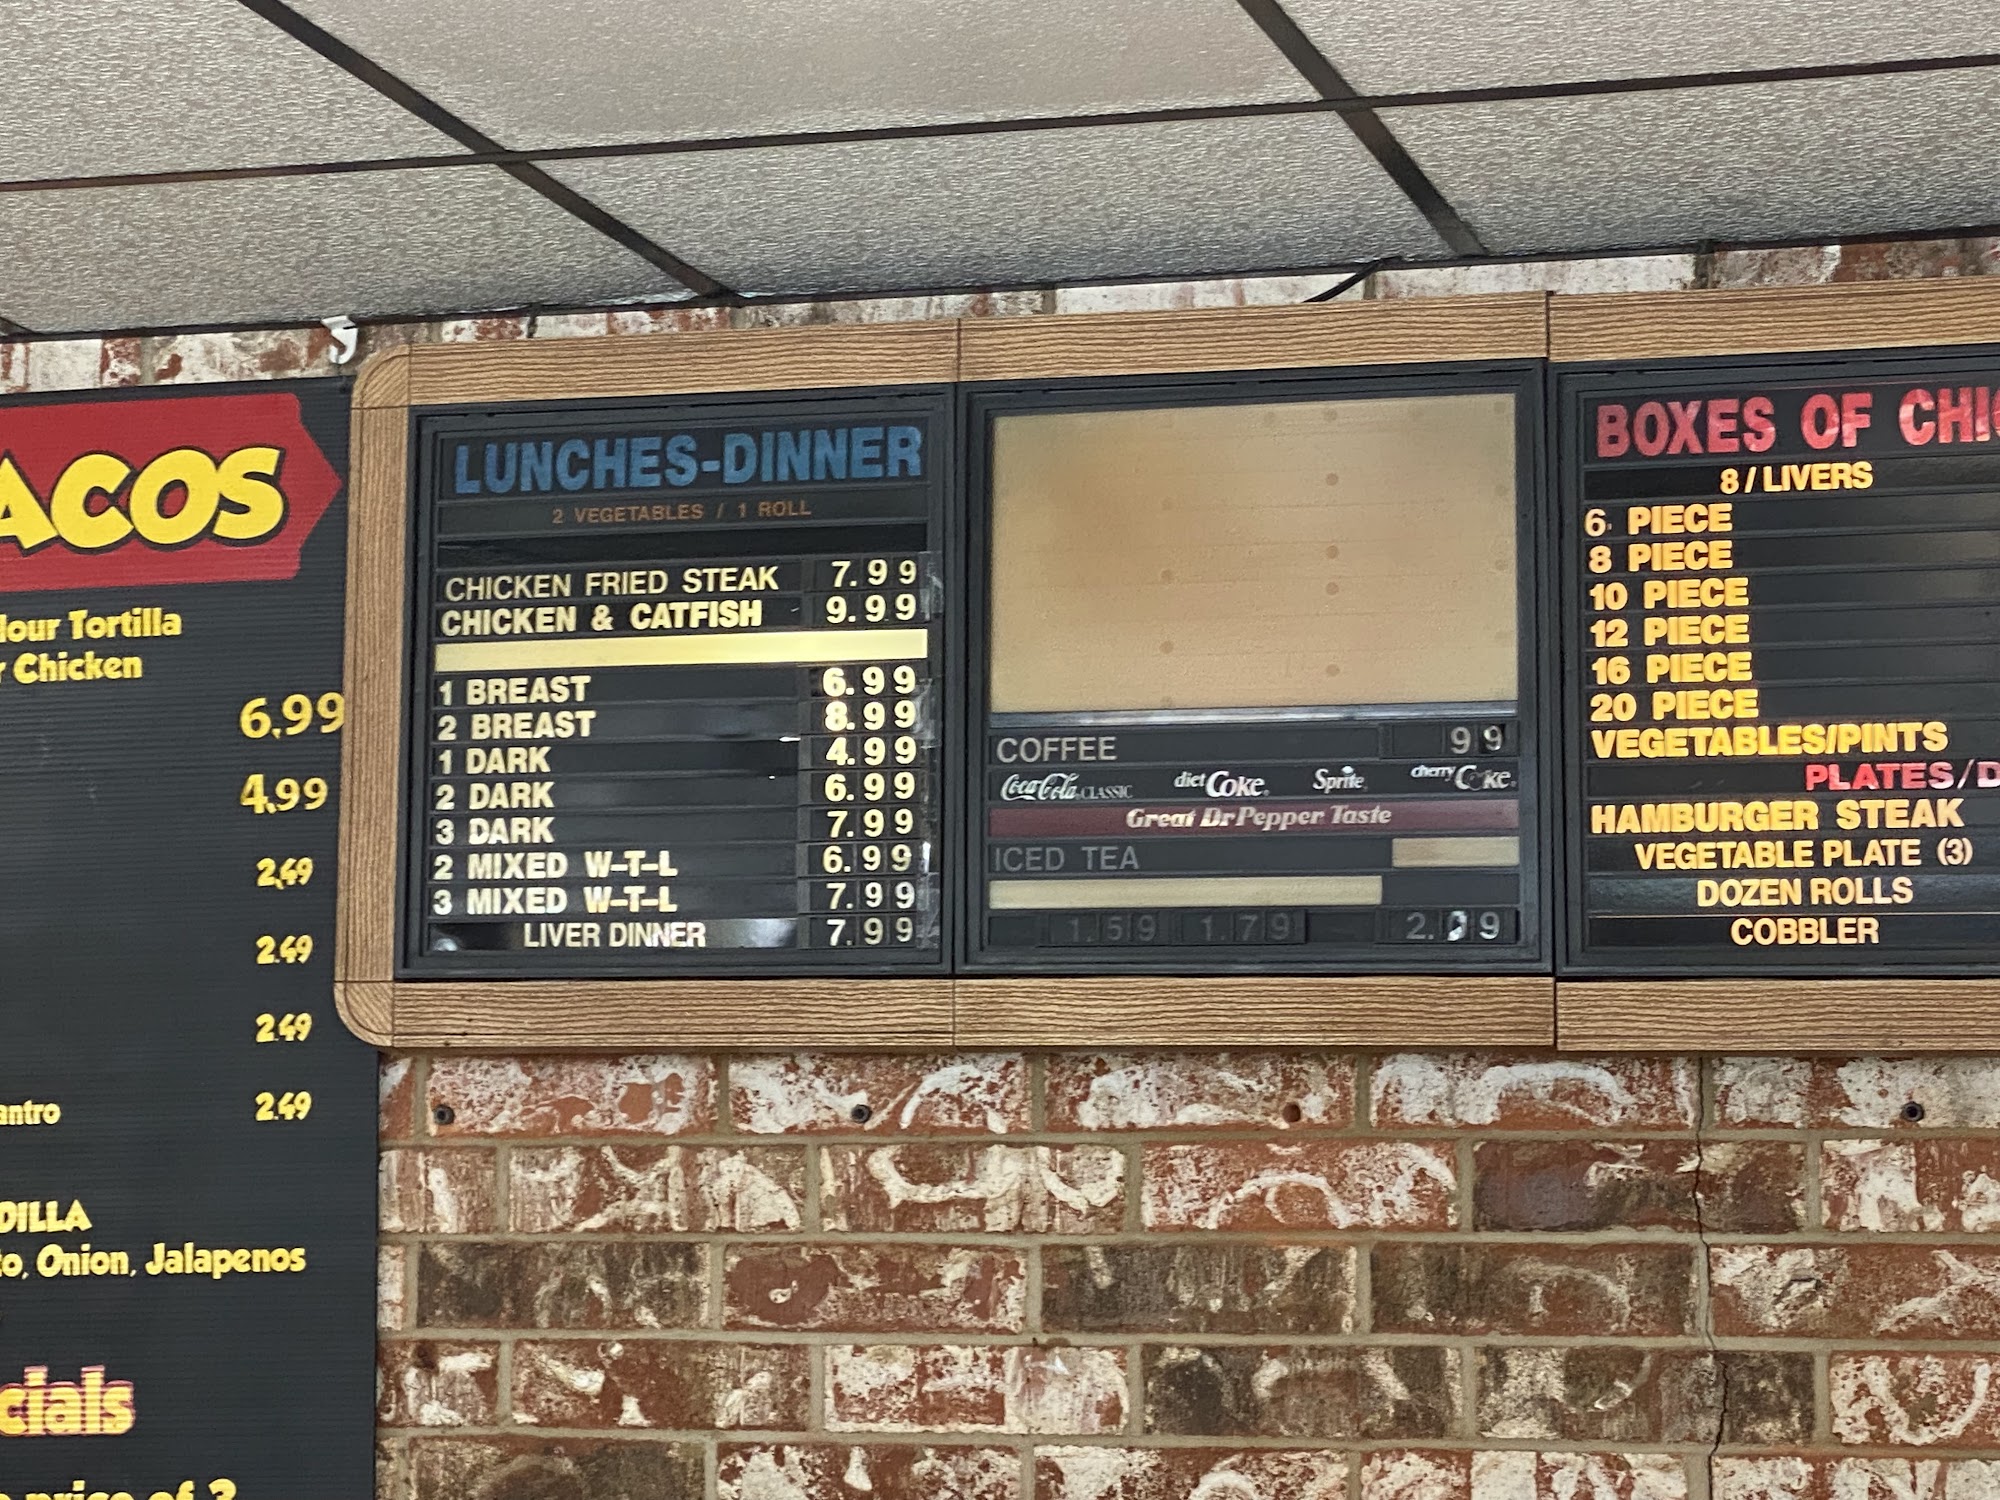 ACOS
lour Tortilla
r Chicken
6.99
4.99
2.49
2.49
2.49
antro 2.49
DILLA
to, Onion, Jalapenos
cials
price of 3
LUNCHES-DINNER
2 VEGETABLES / 1 ROLL
CHICKEN FRIED STEAK 7.99
CHICKEN & CATFISH 9.99
1 BREAST 6.99
2 BREAST 8.99
1 DARK 4.99
2 DARK 6.99
3 DARK 7.99
2 MIXED W-T-L 6.99
3 MIXED W-T-L 7.99
LIVER DINNER 7.99
COFFEE 99
Coca-Cola CLASSIC diet Coke Sprite cherry Coke
Great Dr Pepper Taste
ICED TEA
1.59 1.79
BOXES OF CHIC
8 / LIVERS
6 PIECE
8 PIECE
10 PIECE
12 PIECE
16 PIECE
20 PIECE
VEGETABLES/PINTS
PLATES/D
HAMBURGER STEAK
VEGETABLE PLATE (3)
DOZEN ROLLS
COBBLER